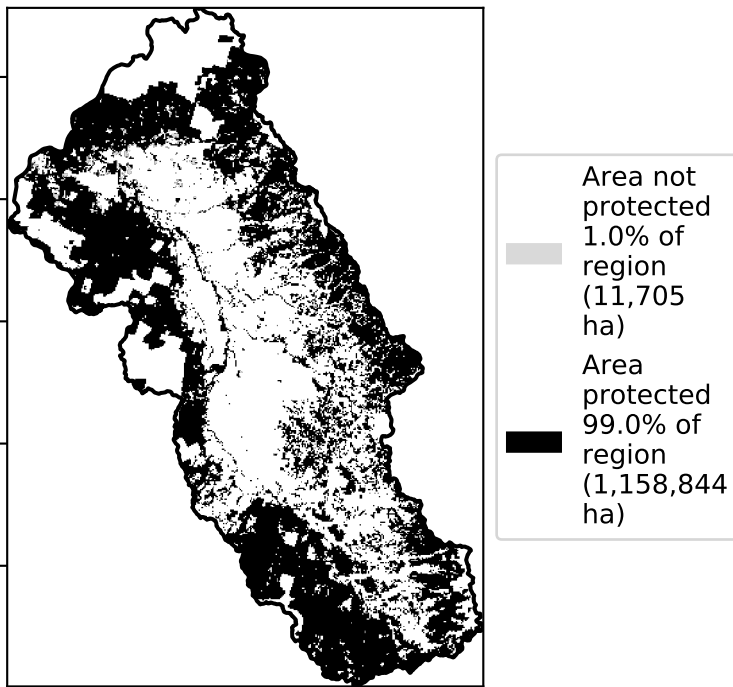 Area not
protected
1.0% of
region
(11,705
ha)
Area
protected
99.0% of
region
(1,158,844
ha)